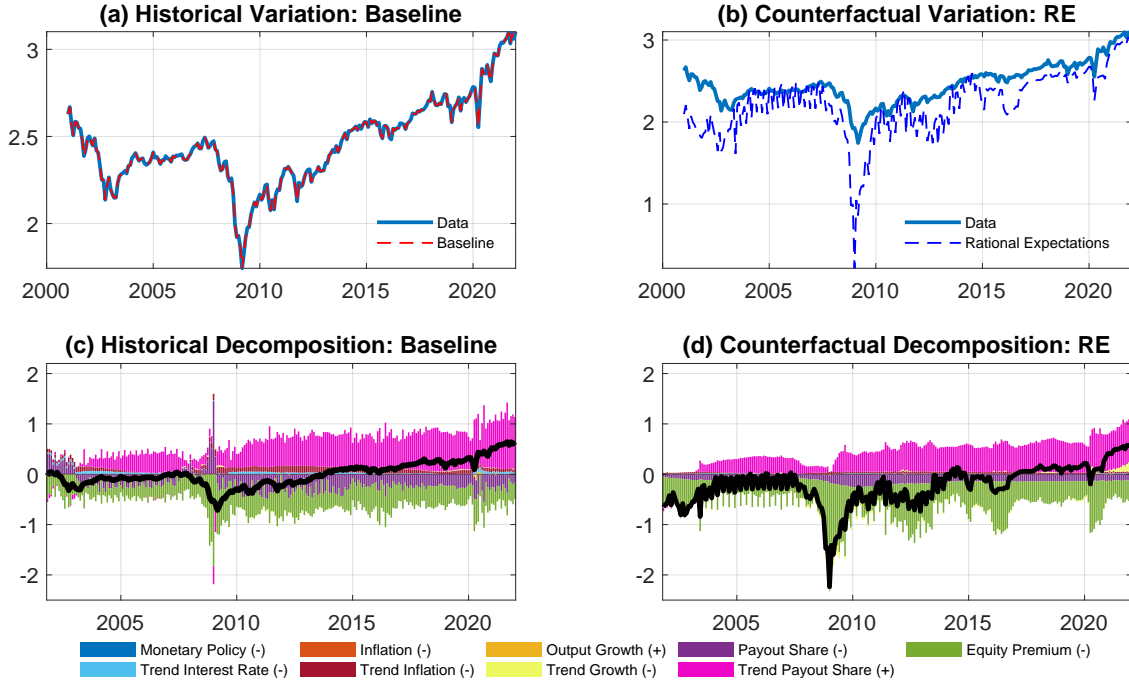 (a) Historical Variation: Baseline
3
2.5
2
Data
Baseline
2000 2005 2010 2015 2020
(b) Counterfactual Variation: RE
3
2
1
Data
Rational Expectations
2000 2005 2010 2015 2020
(c) Historical Decomposition: Baseline
2
1
0
-1
-2
2005 2010 2015 2020
(d) Counterfactual Decomposition: RE
2
1
0
-1
-2
2005 2010 2015 2020
Monetary Policy (-) Inflation (-) Output Growth (+) Payout Share (-) Equity Premium (-)
Trend Interest Rate (-) Trend Inflation (-) Trend Growth (-) Trend Payout Share (+)